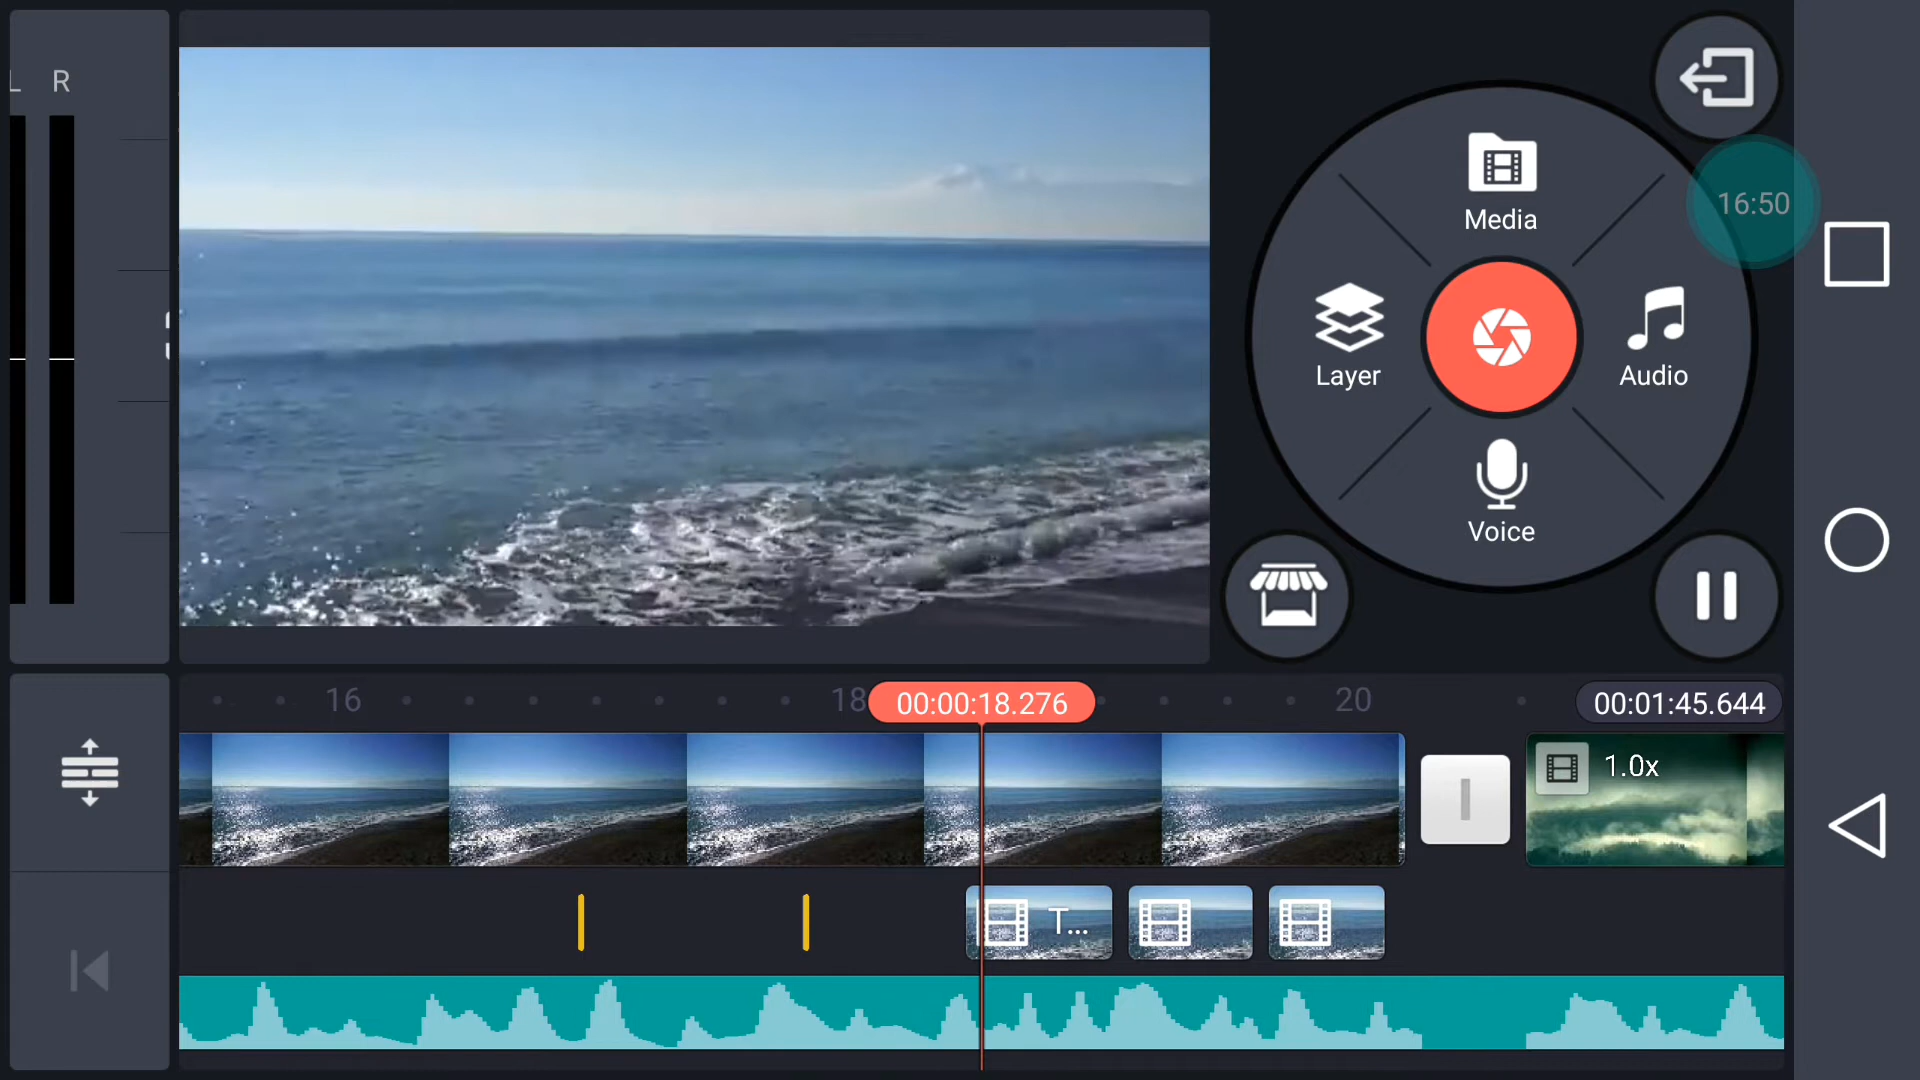 L R
Media
16:50
Layer
Audio
Voice
16
18
00:00:18.276
20
00:01:45.644
1.0x
T...